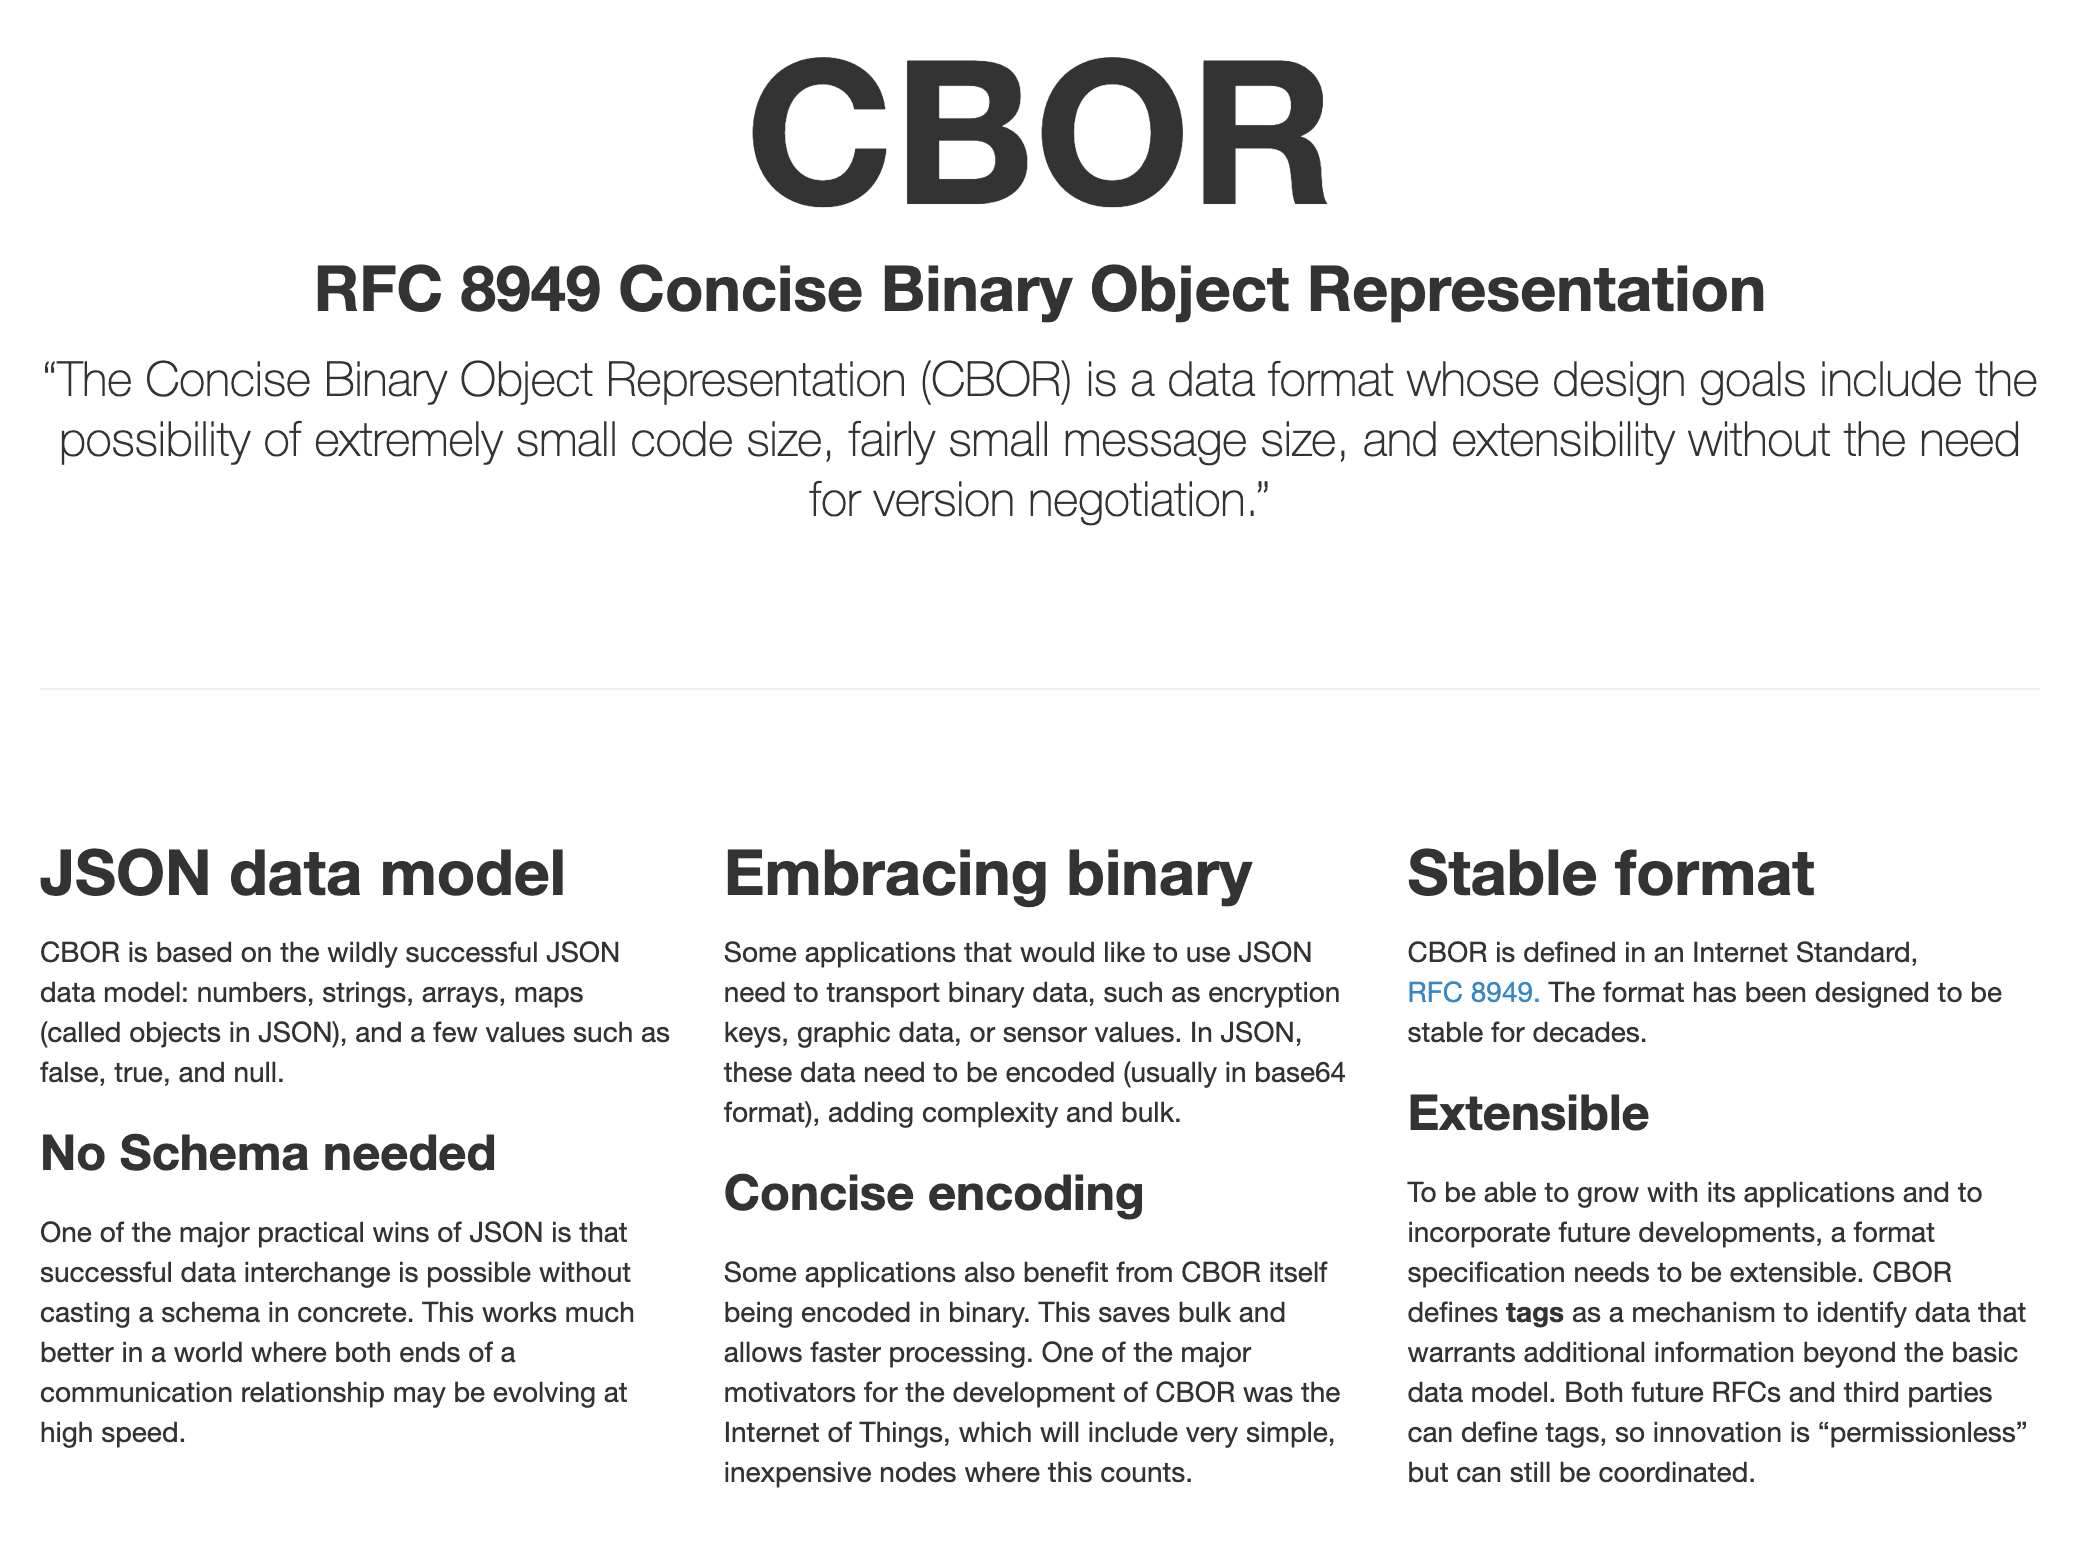 CBOR
RFC 8949 Concise Binary Object Representation
“The Concise Binary Object Representation (CBOR) is a data format whose design goals include the
possibility of extremely small code size, fairly small message size, and extensibility without the need
for version negotiation.”
JSON data model
CBOR is based on the wildly successful JSON
data model: numbers, strings, arrays, maps
(called objects in JSON), and a few values such as
false, true, and null.
No Schema needed
One of the major practical wins of JSON is that
successful data interchange is possible without
casting a schema in concrete. This works much
better in a world where both ends of a
communication relationship may be evolving at
high speed.
Embracing binary
Some applications that would like to use JSON
need to transport binary data, such as encryption
keys, graphic data, or sensor values. In JSON,
these data need to be encoded (usually in base64
format), adding complexity and bulk.
Concise encoding
Some applications also benefit from CBOR itself
being encoded in binary. This saves bulk and
allows faster processing. One of the major
motivators for the development of CBOR was the
Internet of Things, which will include very simple,
inexpensive nodes where this counts.
Stable format
CBOR is defined in an Internet Standard,
RFC 8949. The format has been designed to be
stable for decades.
Extensible
To be able to grow with its applications and to
incorporate future developments, a format
specification needs to be extensible. CBOR
defines tags as a mechanism to identify data that
warrants additional information beyond the basic
data model. Both future RFCs and third parties
can define tags, so innovation is “permissionless”
but can still be coordinated.